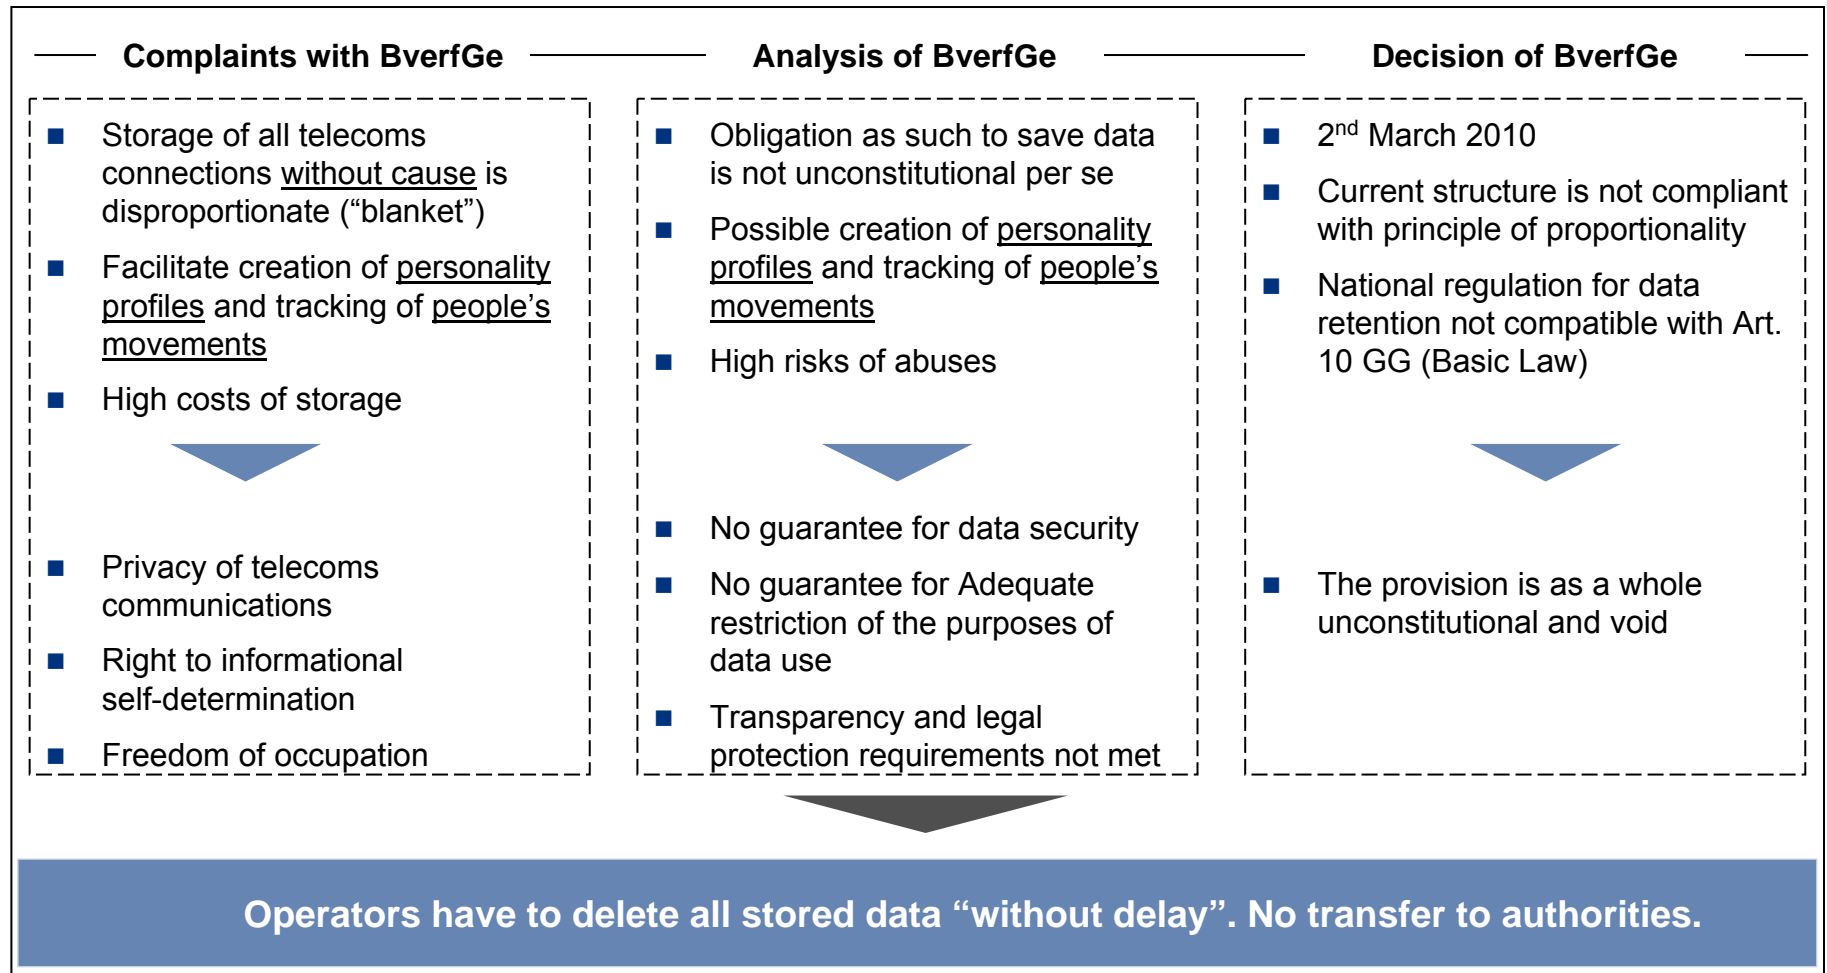 Complaints with BverfGe
Storage of all telecoms
connections without cause is
disproportionate (“blanket”)
Facilitate creation of personality
profiles and tracking of people’s
movements
High costs of storage
Privacy of telecoms
communications
Right to informational
self-determination
Freedom of occupation
Analysis of BverfGe
Obligation as such to save data
is not unconstitutional per se
Possible creation of personality
profiles and tracking of people’s
movements
High risks of abuses
No guarantee for data security
No guarantee for Adequate
restriction of the purposes of
data use
Transparency and legal
protection requirements not met
Decision of BverfGe
2nd March 2010
Current structure is not compliant
with principle of proportionality
National regulation for data
retention not compatible with Art.
10 GG (Basic Law)
The provision is as a whole
unconstitutional and void
Operators have to delete all stored data “without delay”. No transfer to authorities.